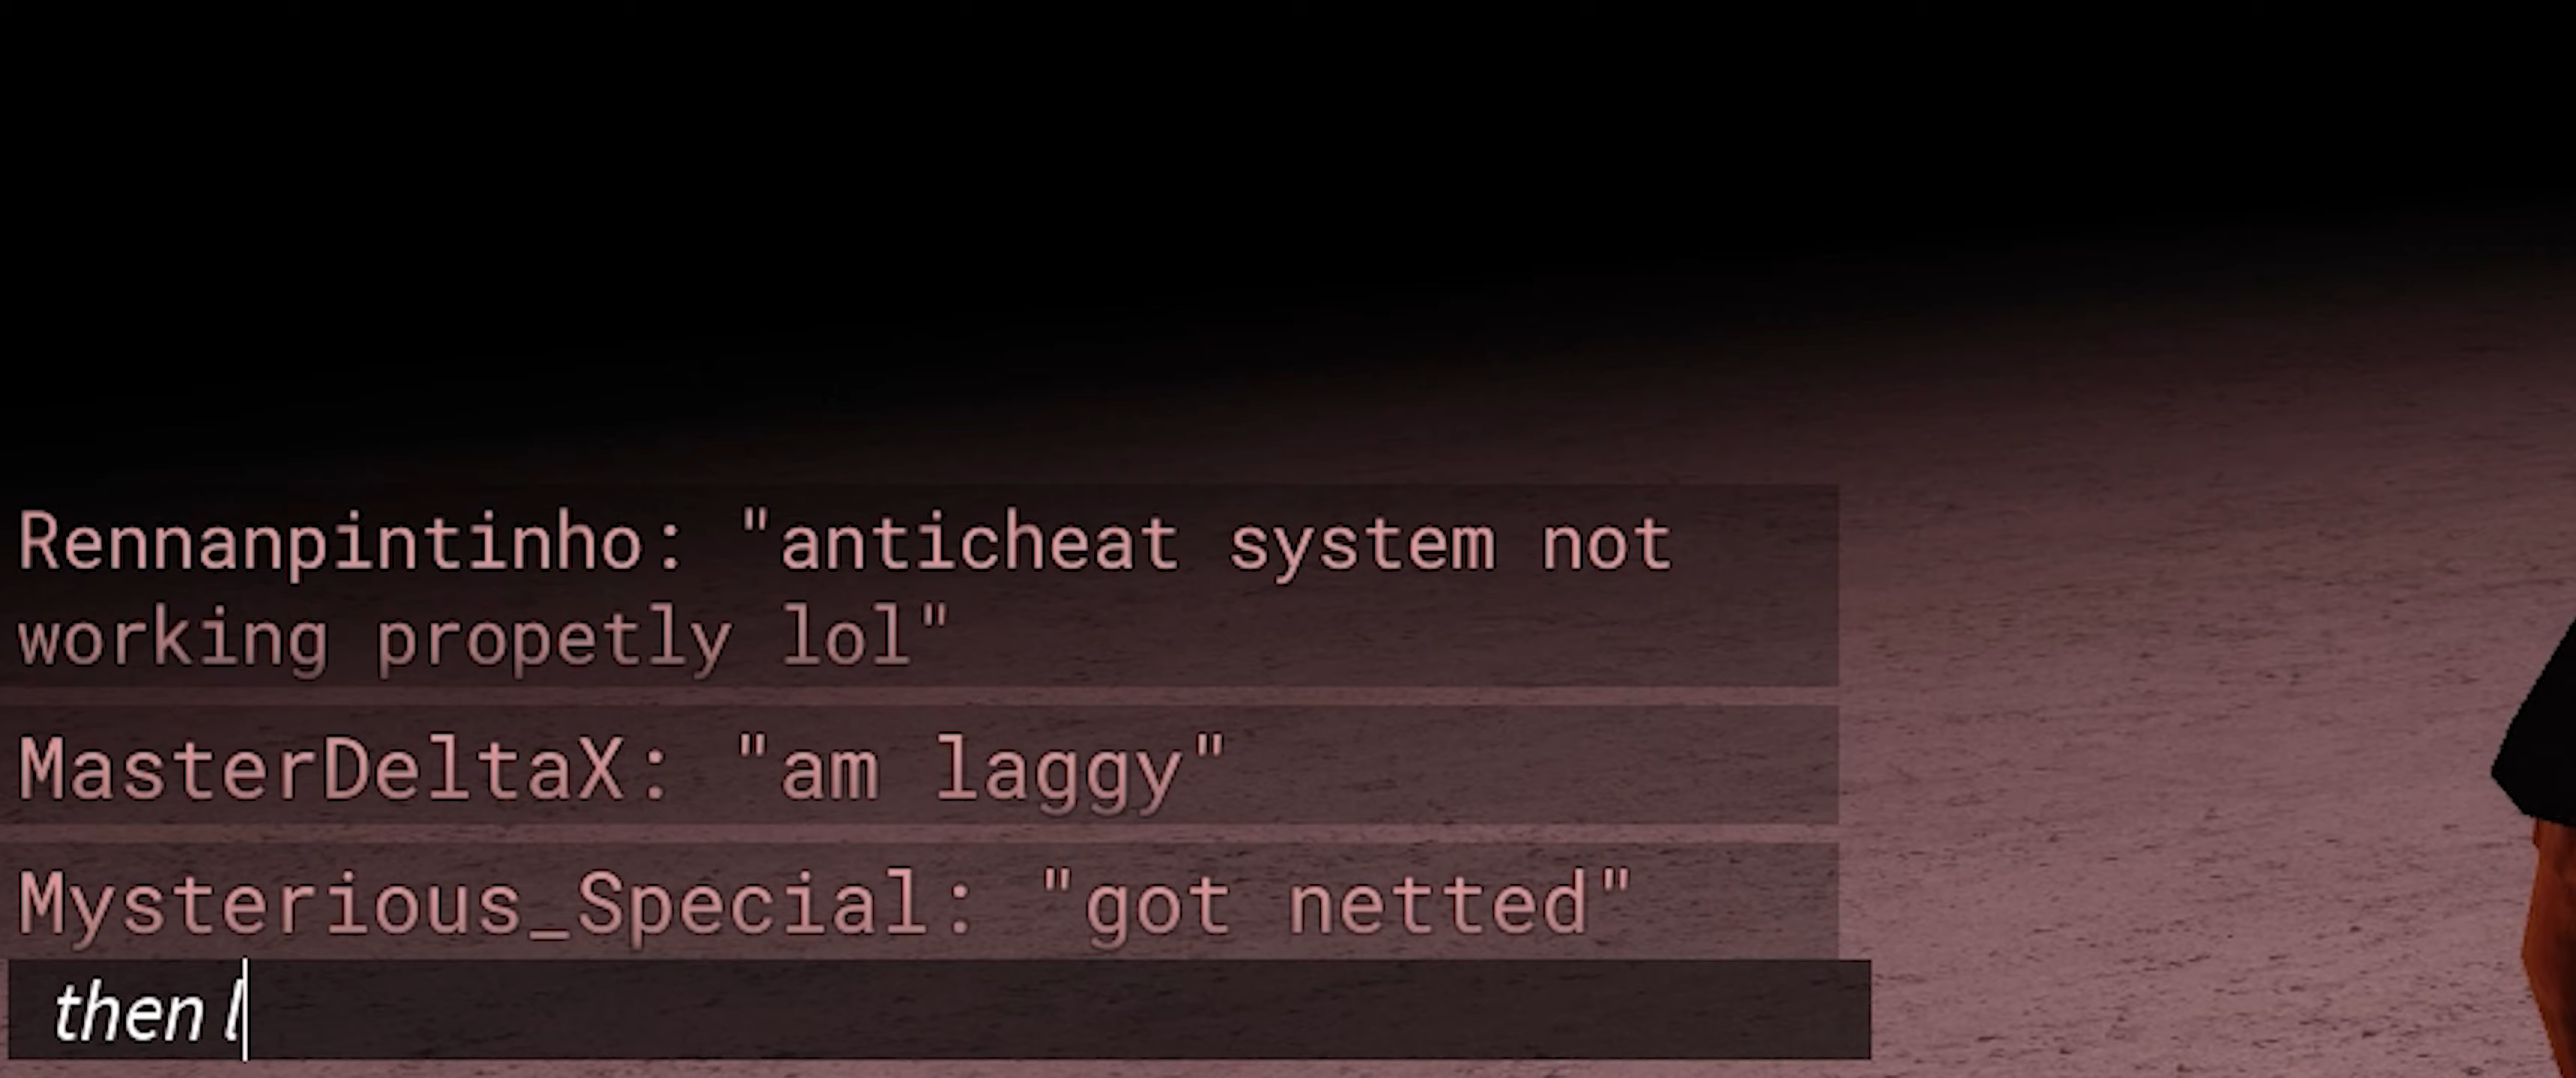 Rennanpintinho: "anticheat system not
working propetly lol"
MasterDeltaX: "am laggy"
Mysterious_Special: "got netted"
then l